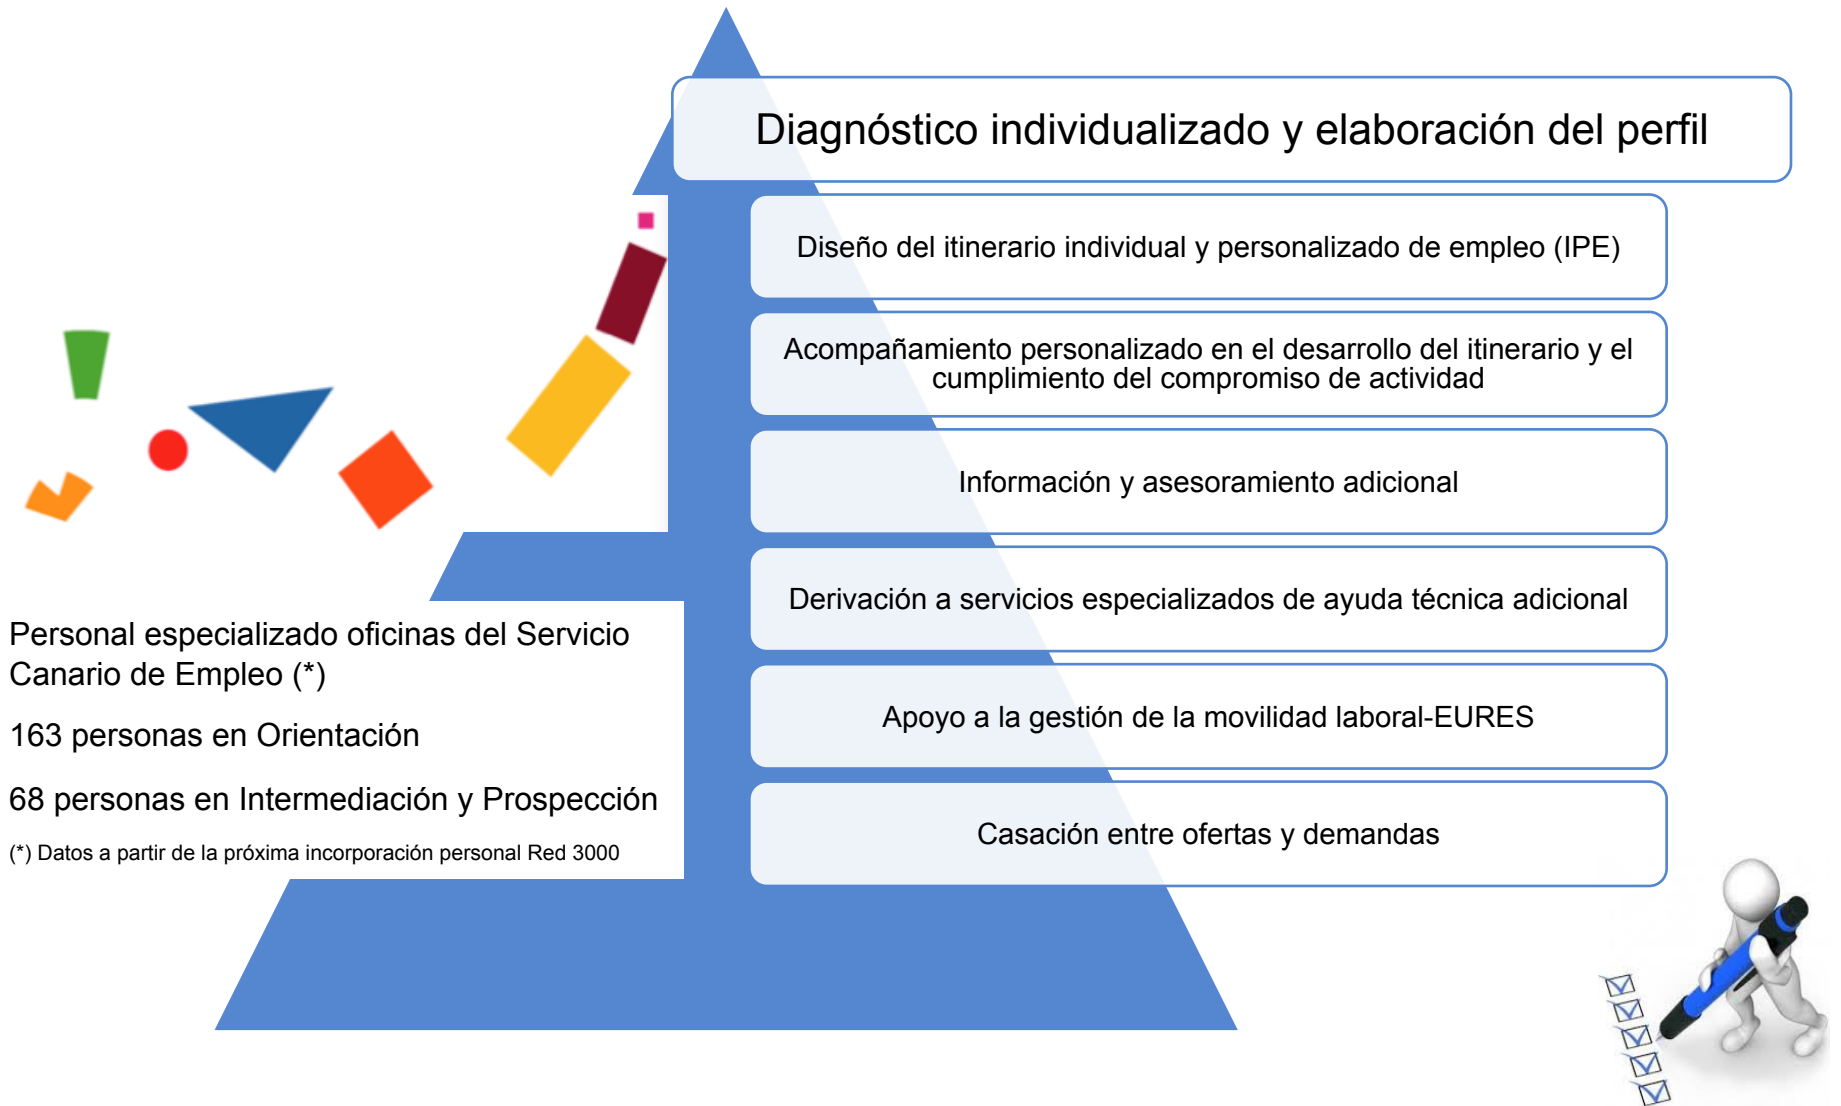 Diagnóstico individualizado y elaboración del perfil
Diseño del itinerario individual y personalizado de empleo (IPE)
Acompañamiento personalizado en el desarrollo del itinerario y el
cumplimiento del compromiso de actividad
Información y asesoramiento adicional
Derivación a servicios especializados de ayuda técnica adicional
Apoyo a la gestión de la movilidad laboral-EURES
Casación entre ofertas y demandas
Personal especializado oficinas del Servicio
Canario de Empleo (*)
163 personas en Orientación
68 personas en Intermediación y Prospección
(*) Datos a partir de la próxima incorporación personal Red 3000